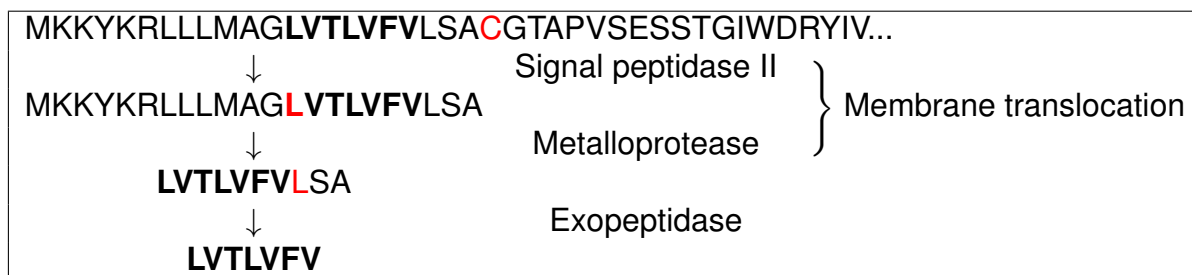 MKKYKRLLLMAGLVTLVFVLSACGTAPVSESSTGIWDRYIV...
↓ Signal peptidase II
MKKYKRLLLMAGLVTLVFVLSA Membrane translocation
↓ Metalloprotease
LVTLVFVLSA
↓ Exopeptidase
LVTLVFV